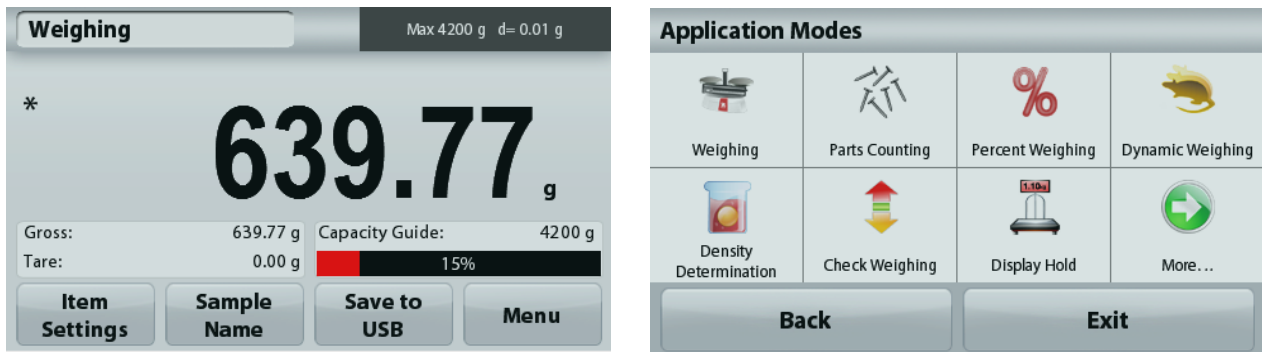 Weighing
Max 4200 g d= 0.01 g
*
639.77 g
Gross: 639.77 g
Tare: 0.00 g
Capacity Guide: 4200 g
15%
Item
Settings
Sample
Name
Save to
USB
Menu
Application Modes
Weighing
Parts Counting
%
Percent Weighing
Dynamic Weighing
Density
Determination
Check Weighing
1.10kg
Display Hold
More...
Back
Exit